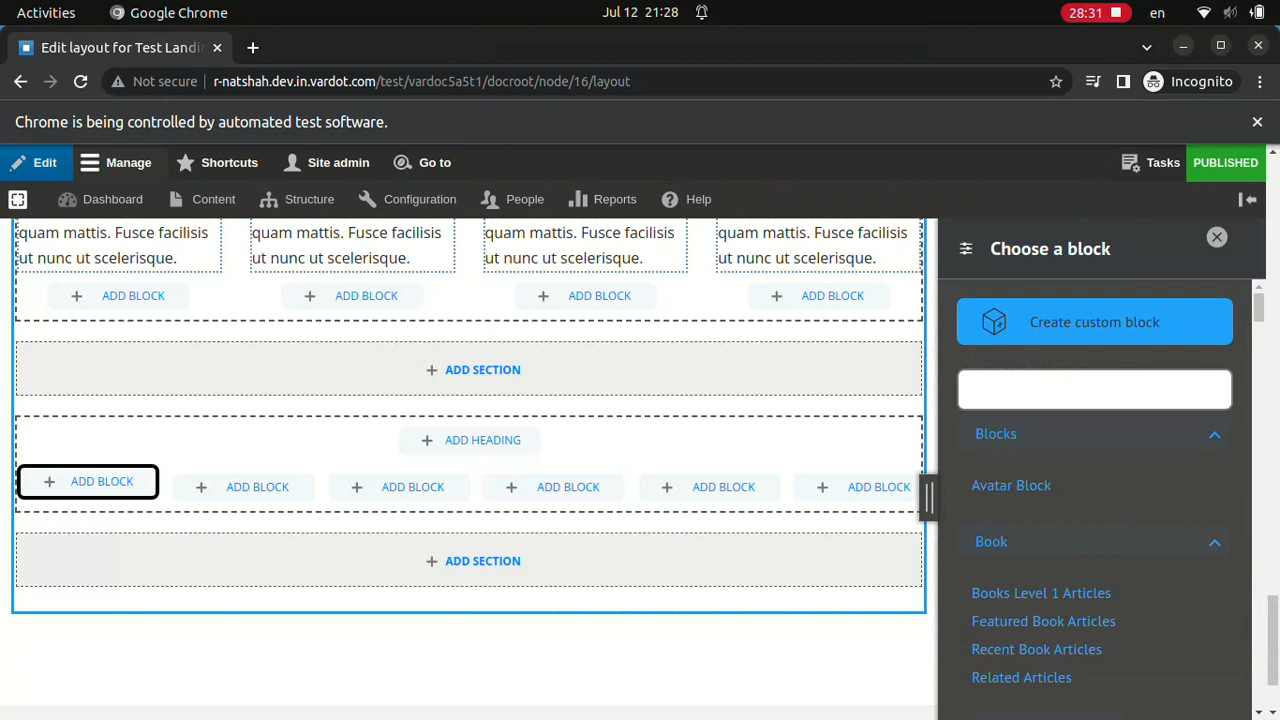 Activities Google Chrome Jul 12 21:28 28:31 en
Edit layout for Test Landi
Not secure r-natshah.dev.in.vardot.com/test/vardoc5a5t1/docroot/node/16/layout Incognito
Chrome is being controlled by automated test software.
Edit Manage Shortcuts Site admin Go to Tasks PUBLISHED
Dashboard Content Structure Configuration People Reports Help
quam mattis. Fusce facilisis quam mattis. Fusce facilisis quam mattis. Fusce facilisis quam mattis. Fusce facilisis
ut nunc ut scelerisque. ut nunc ut scelerisque. ut nunc ut scelerisque. ut nunc ut scelerisque.
ADD BLOCK ADD BLOCK ADD BLOCK ADD BLOCK
ADD SECTION
ADD HEADING
ADD BLOCK ADD BLOCK ADD BLOCK ADD BLOCK ADD BLOCK ADD BLOCK
ADD SECTION
Choose a block
Create custom block
Blocks
Avatar Block
Book
Books Level 1 Articles
Featured Book Articles
Recent Book Articles
Related Articles